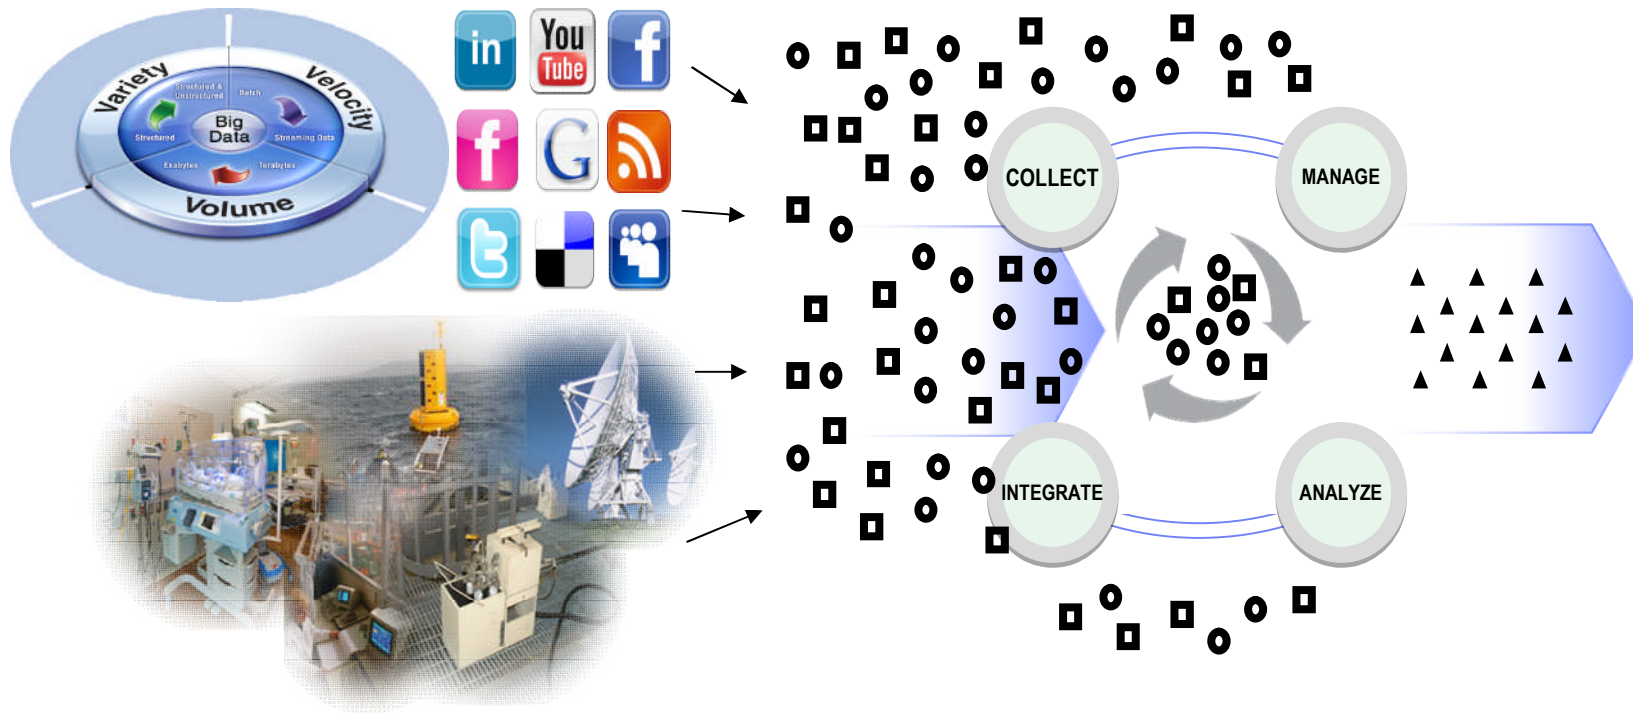 Variety
Velocity
Volume
Structured &
Unstructured
Batch
Structured
Streaming Data
Exabytes
Terabytes
Big
Data
in
You
Tube
f
f
G
t
COLLECT
MANAGE
INTEGRATE
ANALYZE